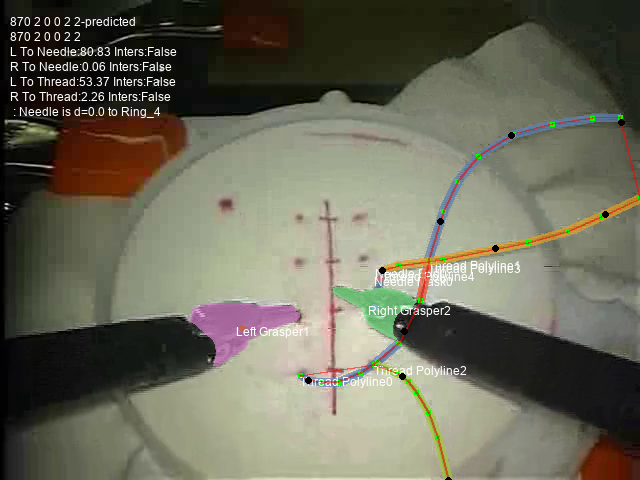 870 2 0 0 2 2-predicted
870 2 0 0 2 2
L To Needle:80.83 Inters:False
R To Needle:0.06 Inters:False
L To Thread:53.37 Inters:False
R To Thread:2.26 Inters:False
: Needle is d=0.0 to Ring_4
Thread Polyline1
Thread Polyline3
Thread Polyline4
Right Grasper2
Left Grasper1
Thread Polyline2
Thread Polyline0